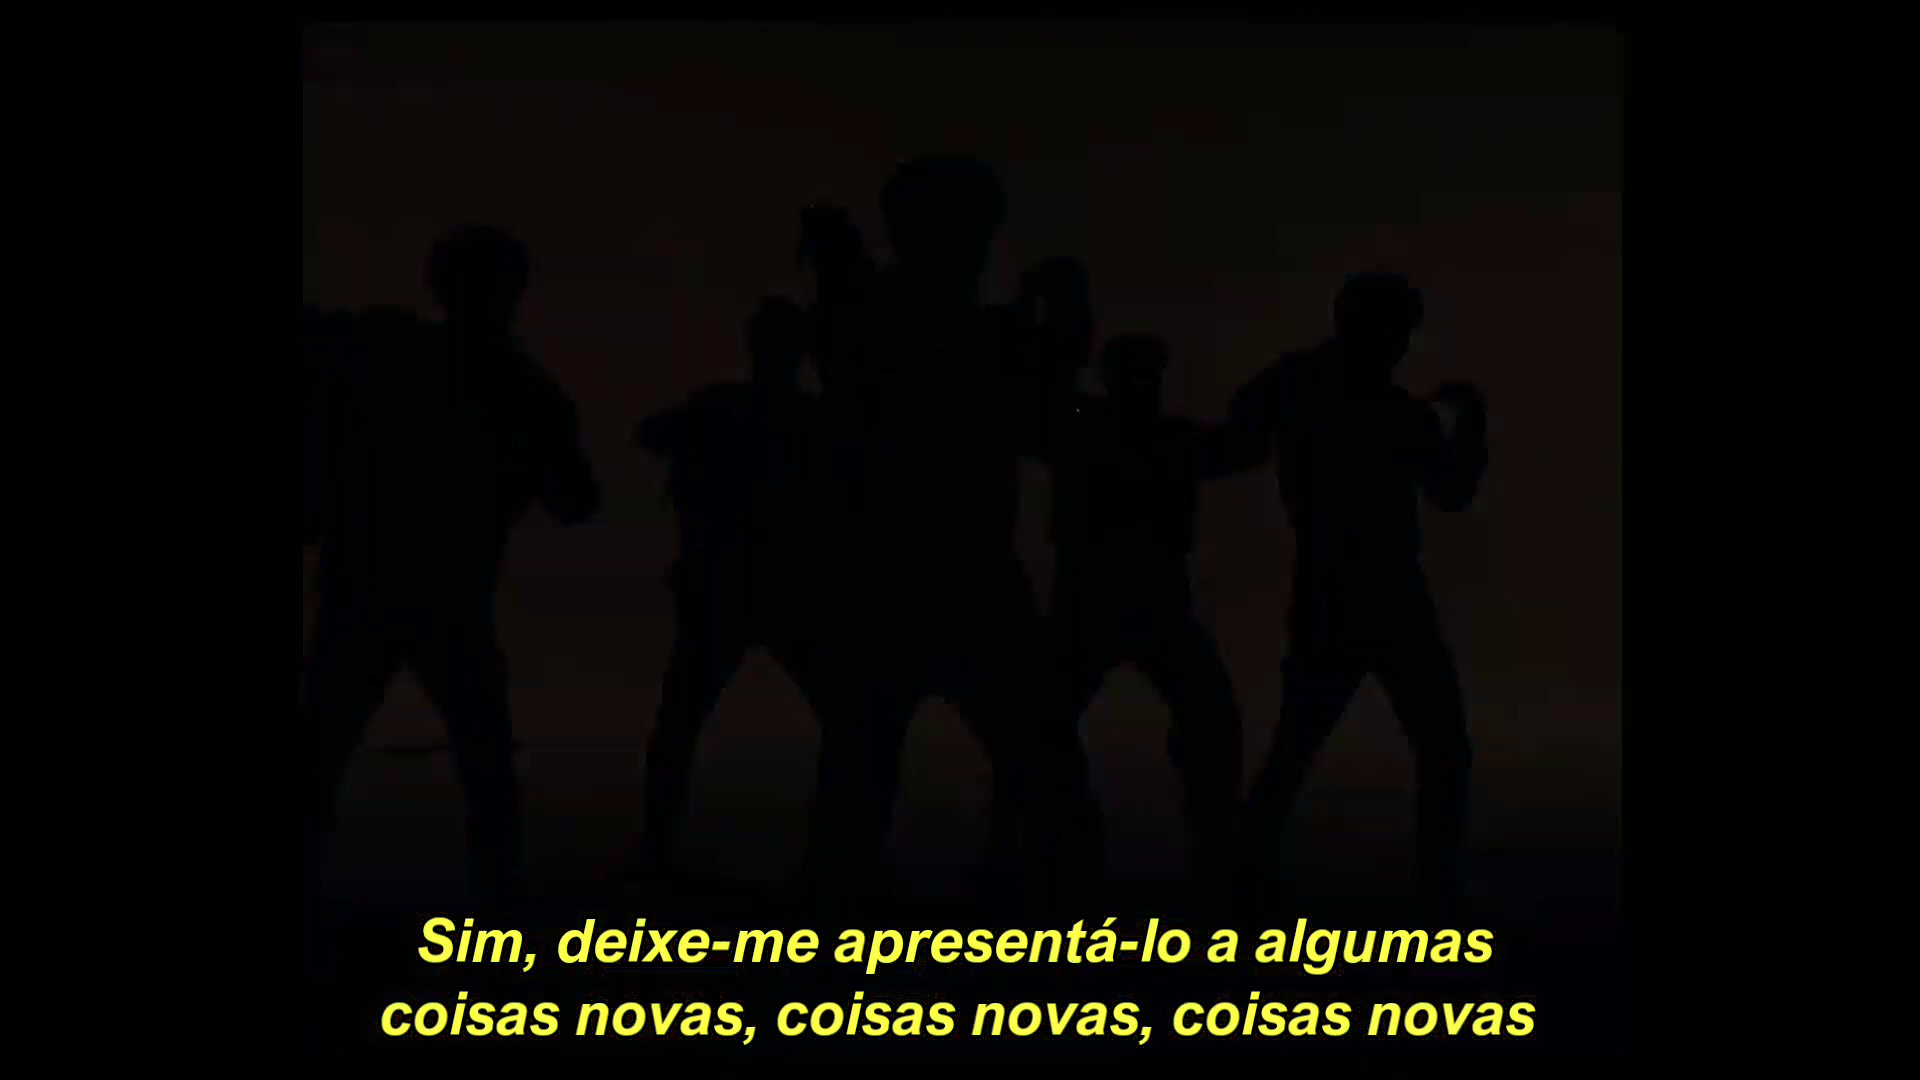 Sim, deixe-me apresentá-lo a algumas
coisas novas, coisas novas, coisas novas